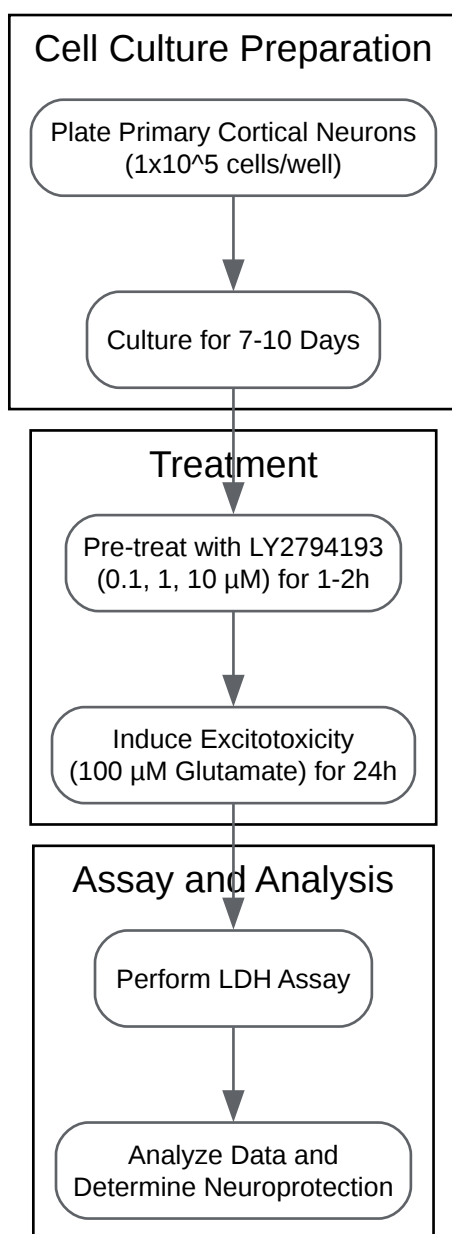 Cell Culture Preparation
Plate Primary Cortical Neurons
(1x10^5 cells/well)
Culture for 7-10 Days
Treatment
Pre-treat with LY2794193
(0.1, 1, 10 µM) for 1-2h
Induce Excitotoxicity
(100 µM Glutamate) for 24h
Assay and Analysis
Perform LDH Assay
Analyze Data and
Determine Neuroprotection